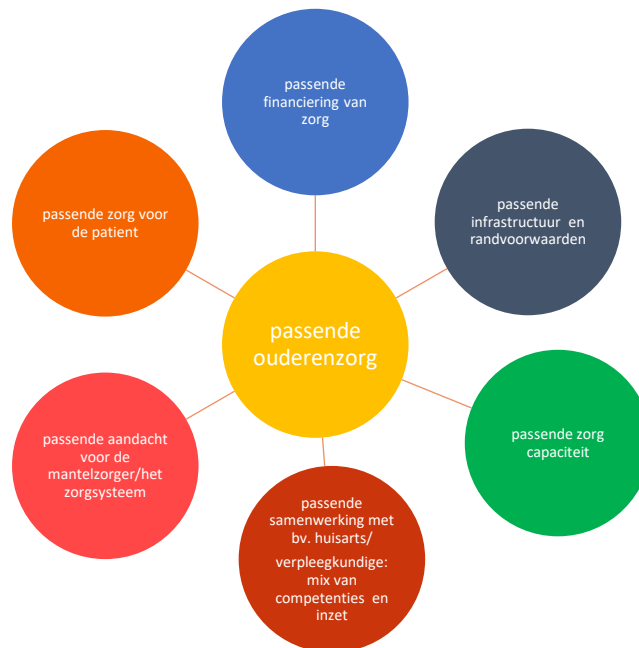 passende
financiering van
zorg
passende
infrastructuur en
randvoorwaarden
passende zorg
capaciteit
passende
samenwerking met
bv. huisarts/
verpleegkundige:
mix van
competenties en
inzet
passende aandacht
voor de
mantelzorger/het
zorgsysteem
passende zorg voor
de patient
passende
ouderenzorg